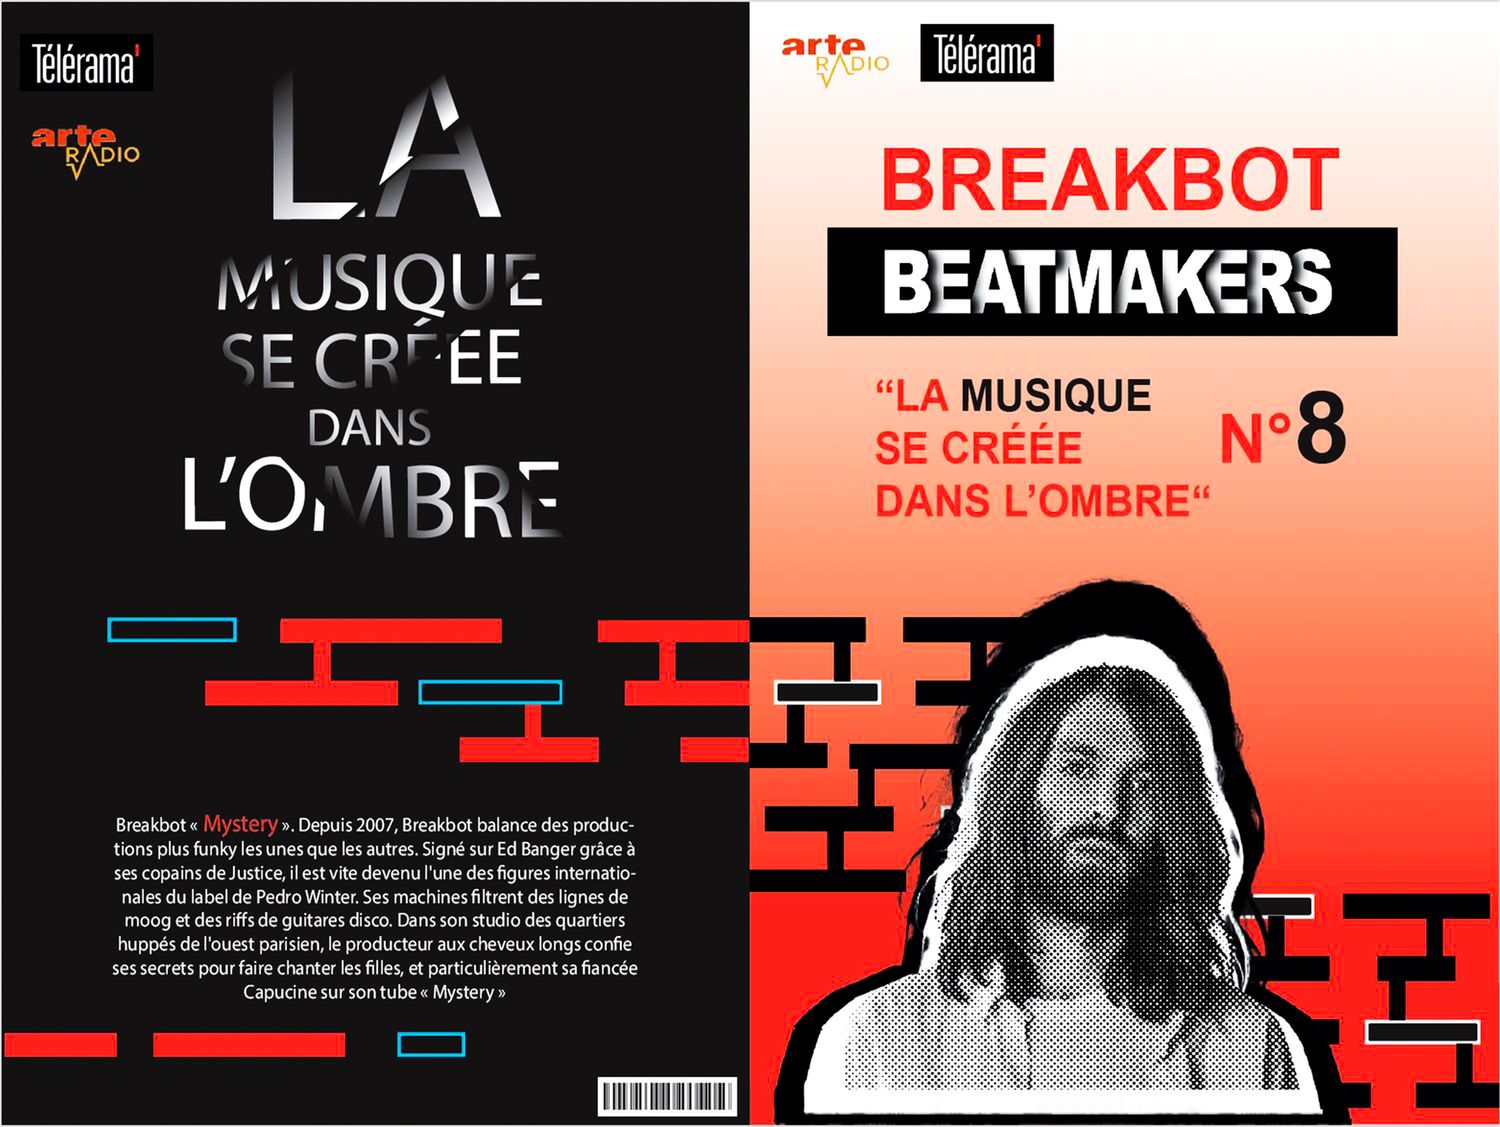 Télérama'
arte
RADIO
LA
MUSIQUE
SE CRÉÉE
DANS
L'OMBRE
Breakbot « Mystery ». Depuis 2007, Breakbot balance des produc-
tions plus funky les unes que les autres. Signé sur Ed Banger grâce à
ses copains de Justice, il est vite devenu l'une des figures internatio-
nales du label de Pedro Winter. Ses machines filtrent des lignes de
moog et des riffs de guitares disco. Dans son studio des quartiers
huppés de l'ouest parisien, le producteur aux cheveux longs confie
ses secrets pour faire chanter les filles, et particulièrement sa fiancée
Capucine sur son tube « Mystery »
arte
RADIO
Télérama'
BREAKBOT
BEATMAKERS
“LA MUSIQUE
SE CRÉÉE
DANS L’OMBRE“
N°8